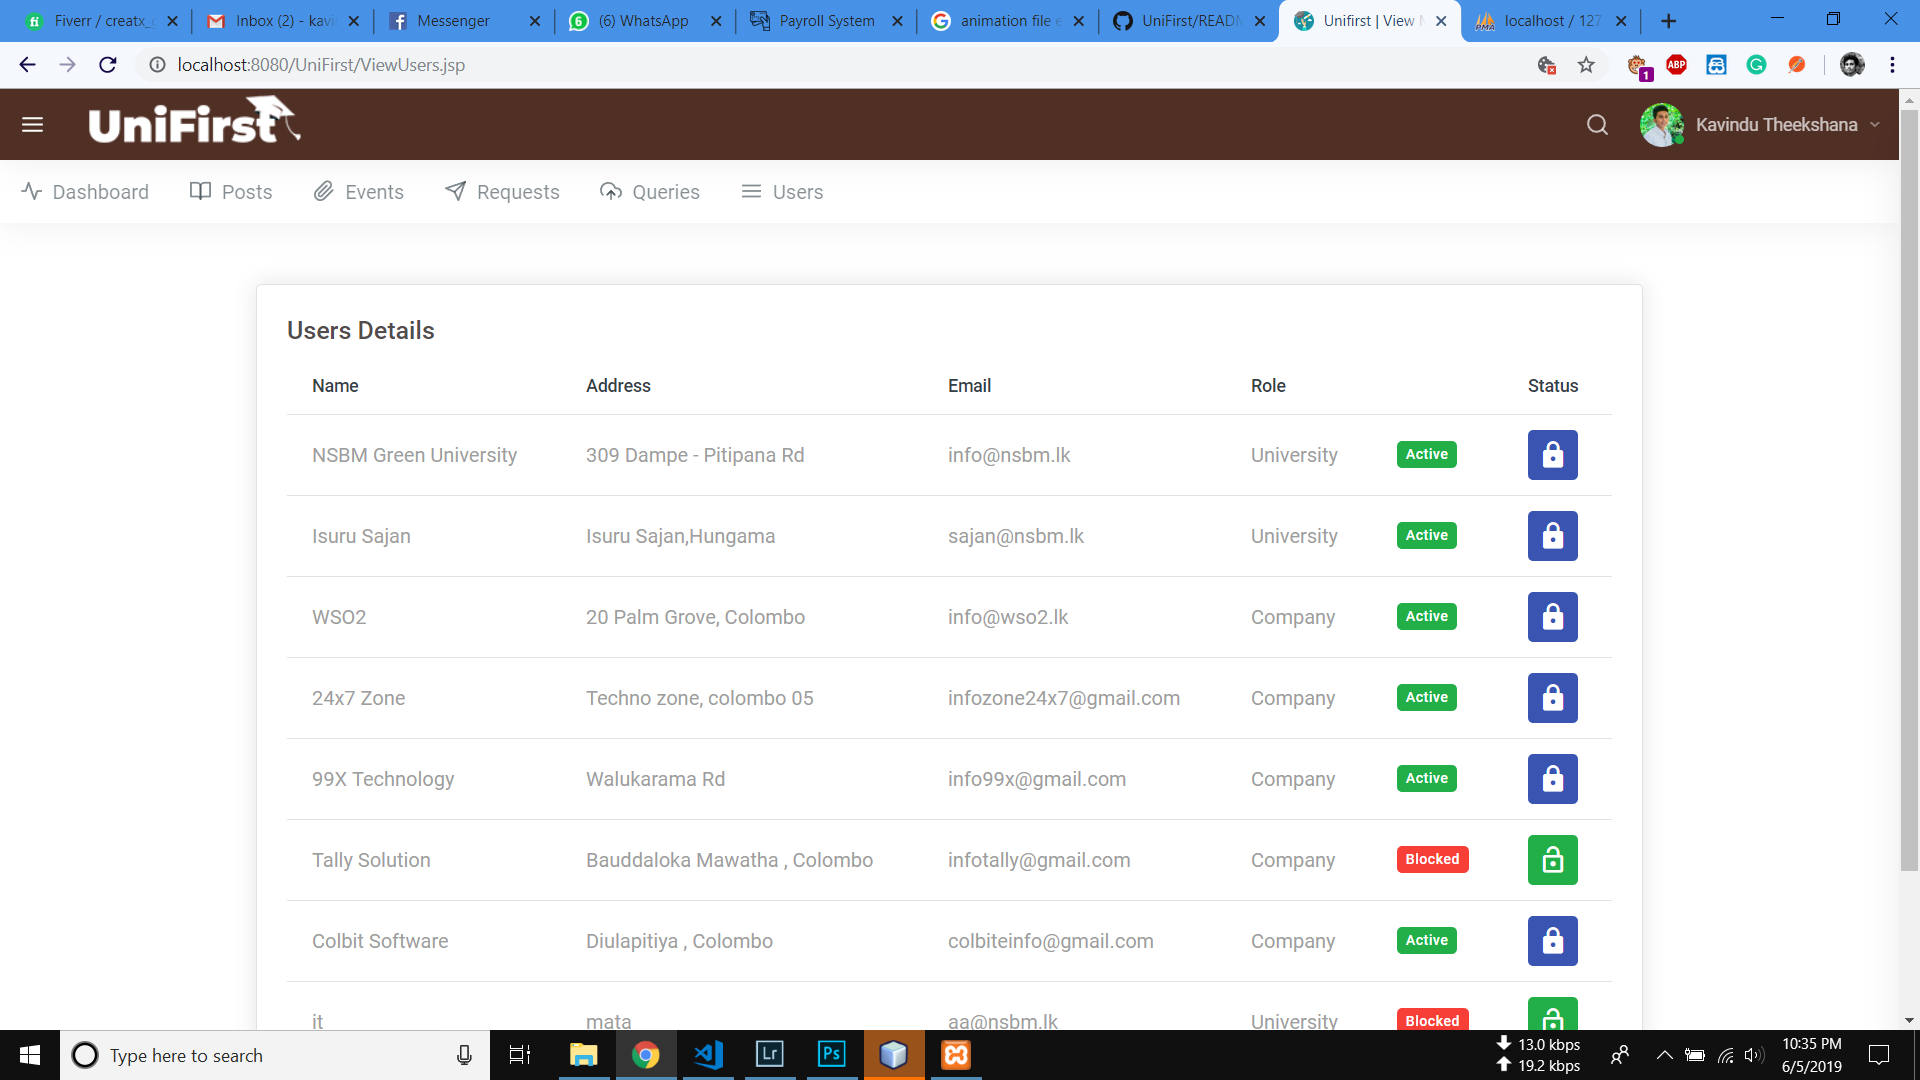 Fiverr / creatx_
Inbox (2) - kavi
Messenger
(6) WhatsApp
Payroll System
animation file e
UniFirst/READ
Unifirst | View
localhost / 127
localhost:8080/UniFirst/ViewUsers.jsp
1
ABP
UniFirst
Kavindu Theekshana
Dashboard
Posts
Events
Requests
Queries
Users
Users Details
Name Address Email Role Status
NSBM Green University 309 Dampe - Pitipana Rd info@nsbm.lk University Active
Isuru Sajan Isuru Sajan,Hungama sajan@nsbm.lk University Active
WSO2 20 Palm Grove, Colombo info@wso2.lk Company Active
24x7 Zone Techno zone, colombo 05 infozone24x7@gmail.com Company Active
99X Technology Walukarama Rd info99x@gmail.com Company Active
Tally Solution Bauddaloka Mawatha , Colombo infotally@gmail.com Company Blocked
Colbit Software Diulapitiya , Colombo colbiteinfo@gmail.com Company Active
it mata aa@nsbm.lk University Blocked
Type here to search
Lr
Ps
13.0 kbps
19.2 kbps
10:35 PM
6/5/2019